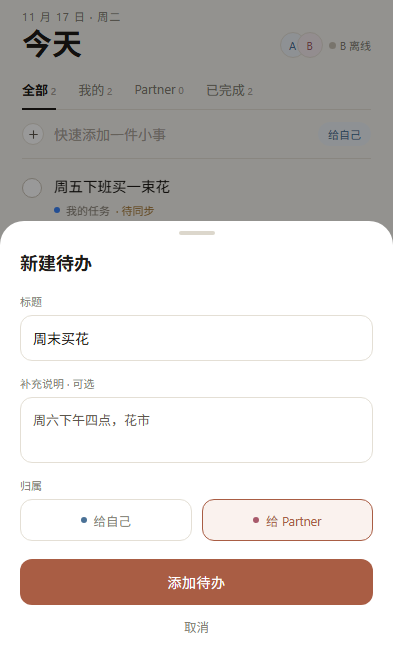 11 月 17 日 · 周二
今天
A B B 离线
全部 2 我的 2 Partner 0 已完成 2
+ 快速添加一件小事 给自己
周五下班买一束花
我的任务 · 待同步
新建待办
标题
周末买花
补充说明 · 可选
周六下午四点，花市
归属
给自己 给 Partner
添加待办
取消